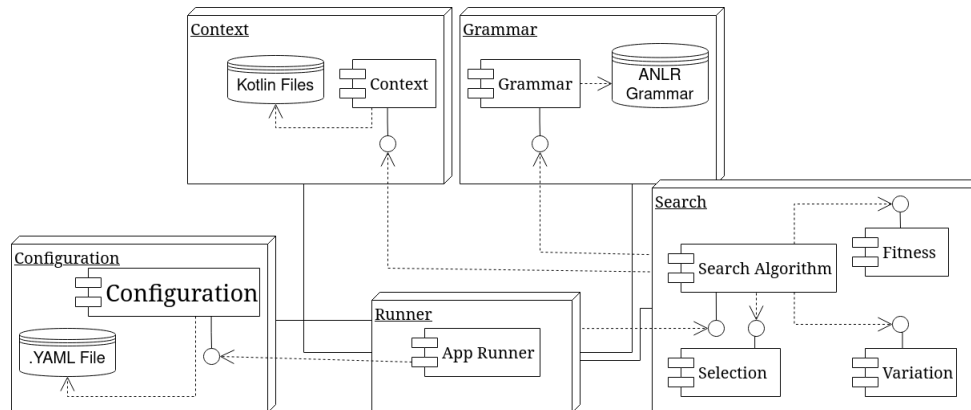 Context
Kotlin Files
Context
Grammar
Grammar
ANLR
Grammar
Search
Search Algorithm
Fitness
Selection
Variation
Configuration
Configuration
.YAML File
Runner
App Runner